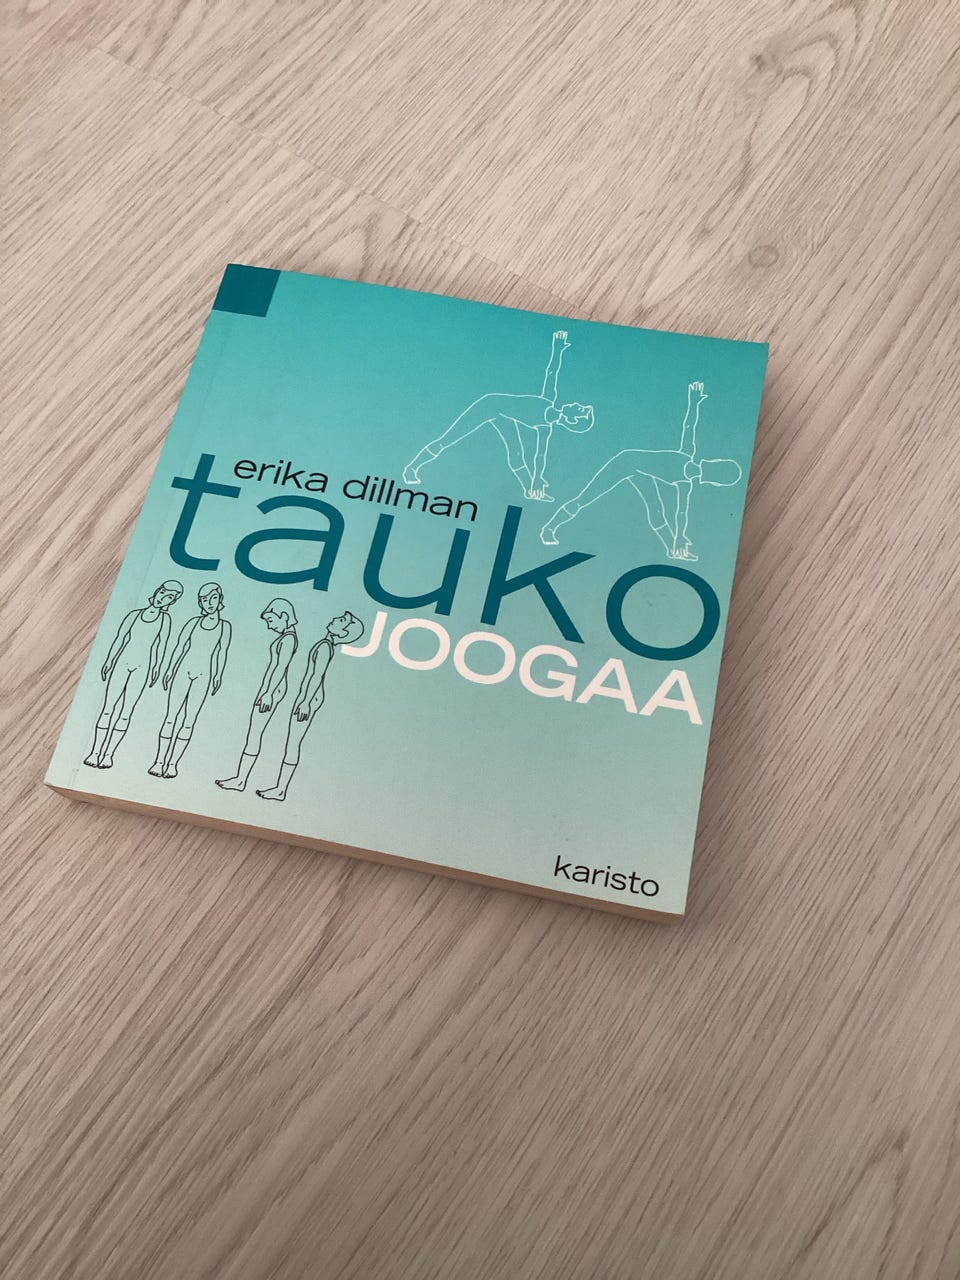 erika dillman
tauko
JOOGAA
karisto